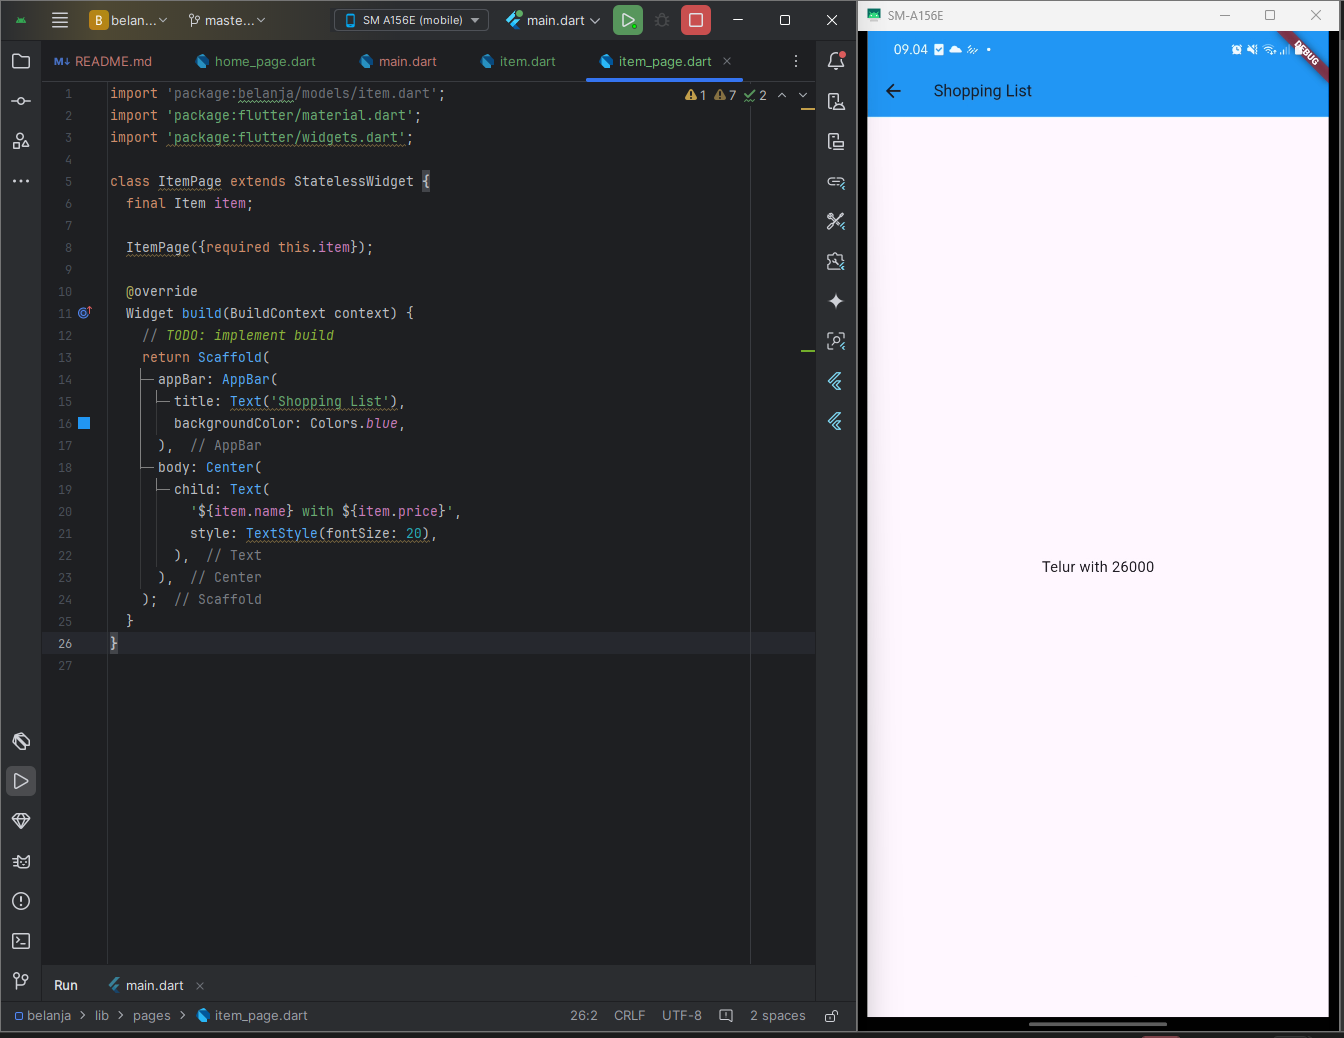 B belan...
maste...
SM A156E (mobile)
main.dart
README.md
home_page.dart
main.dart
item.dart
item_page.dart
1 7 2
1 import 'package:belanja/models/item.dart';
2 import 'package:flutter/material.dart';
3 import 'package:flutter/widgets.dart';
4
5 class ItemPage extends StatelessWidget {
6 final Item item;
7
8 ItemPage({required this.item});
9
10 @override
11 Widget build(BuildContext context) {
12 // TODO: implement build
13 return Scaffold(
14 appBar: AppBar(
15 title: Text('Shopping List'),
16 backgroundColor: Colors.blue,
17 ), // AppBar
18 body: Center(
19 child: Text(
20 '${item.name} with ${item.price}',
21 style: TextStyle(fontSize: 20),
22 ), // Text
23 ), // Center
24 ); // Scaffold
25 }
26 }
27
Run
main.dart
belanja > lib > pages > item_page.dart
26:2 CRLF UTF-8 2 spaces
SM-A156E
09.04
DEBUG
Shopping List
Telur with 26000